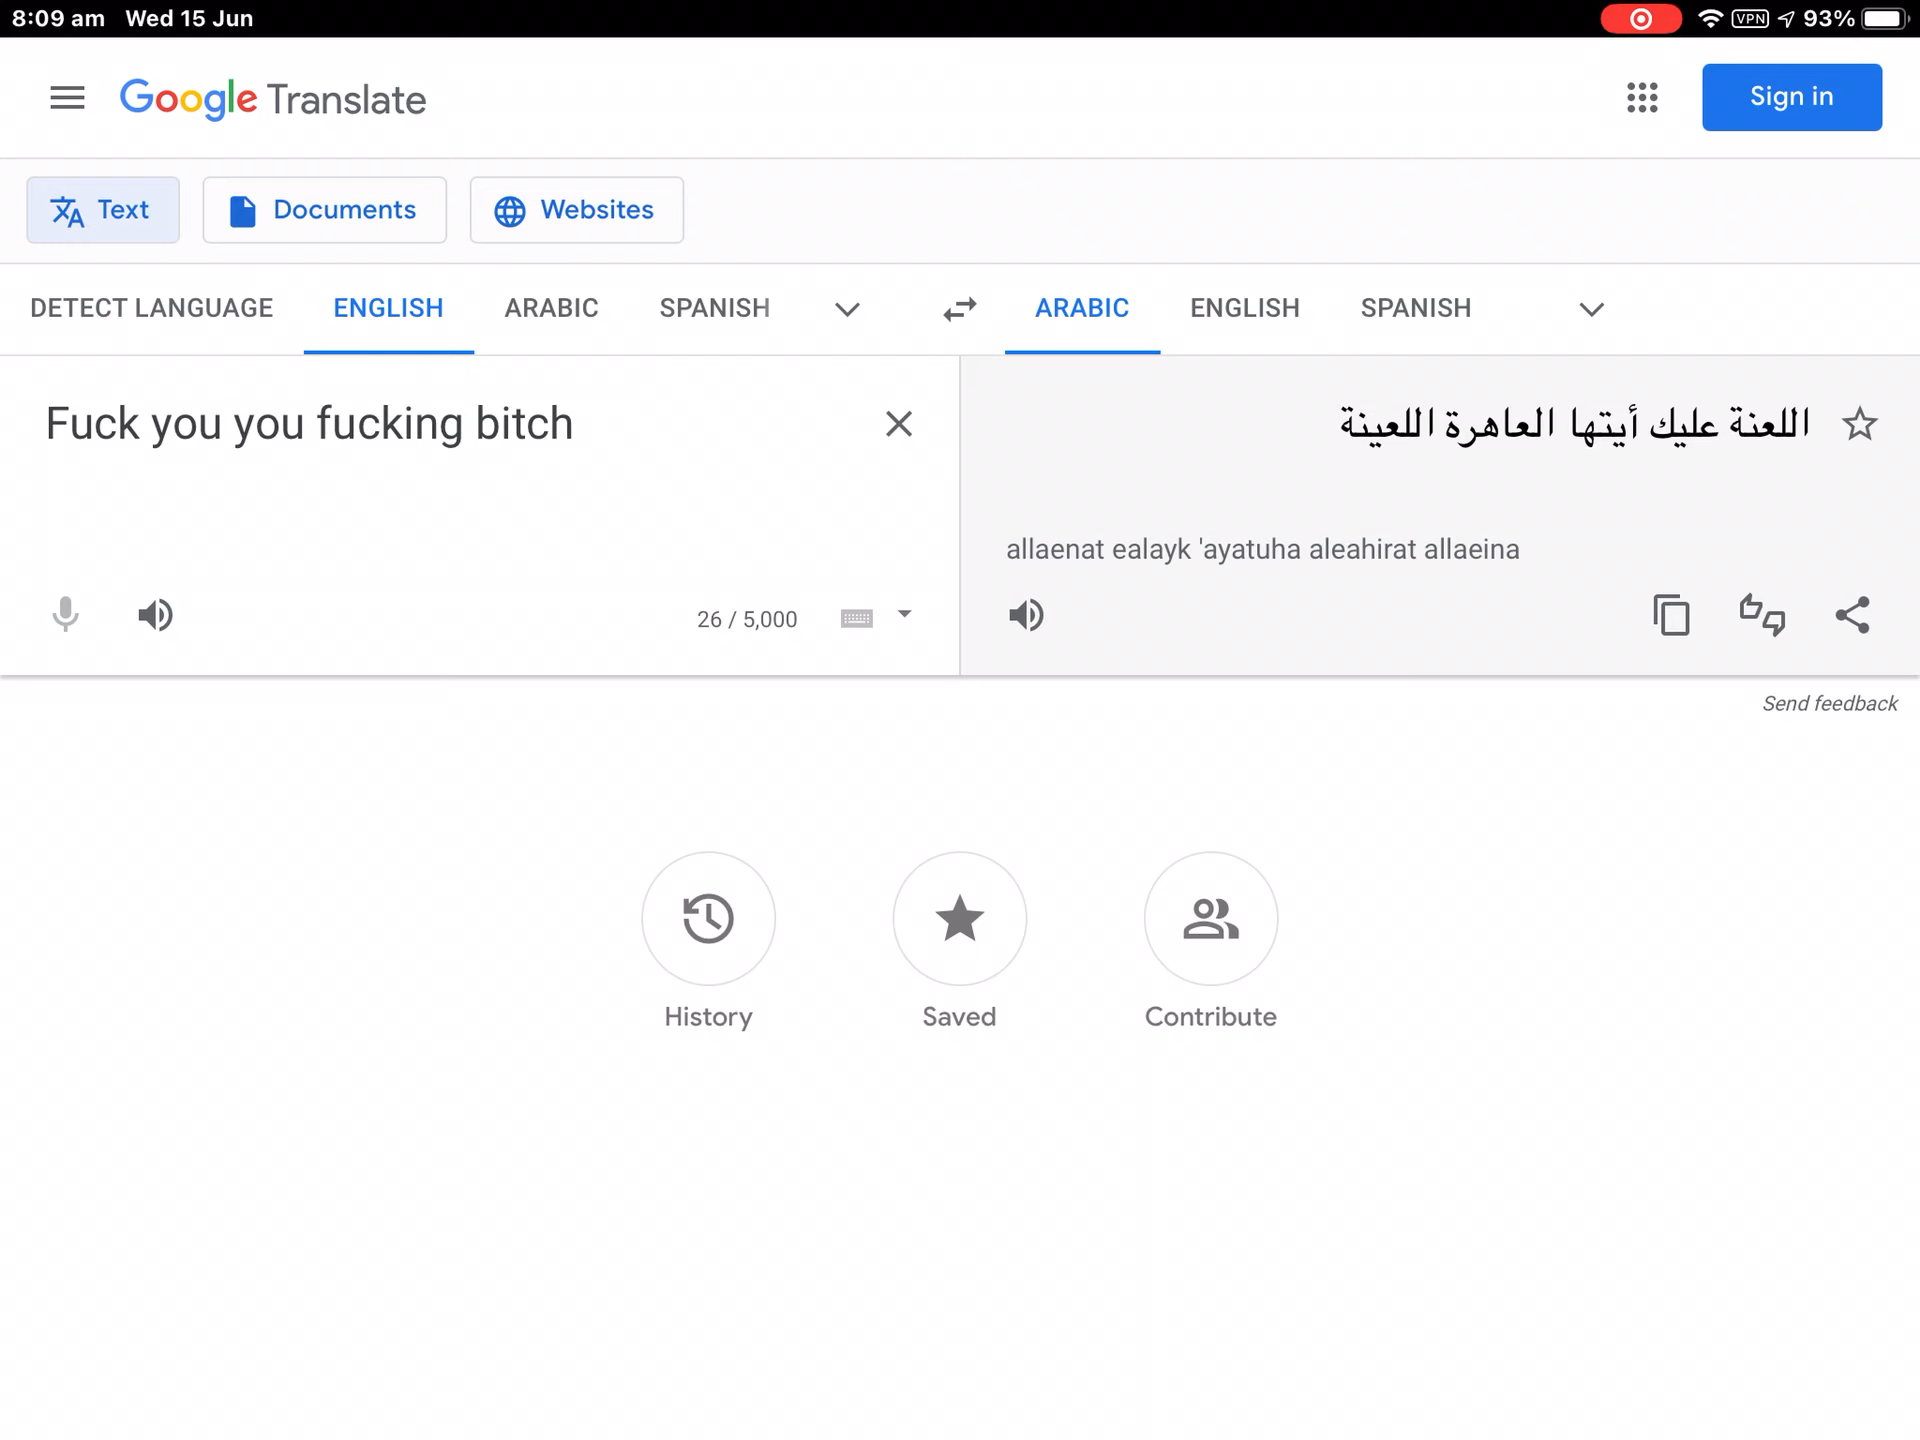 8:09 am Wed 15 Jun
VPN 93%
Google Translate
Sign in
Text
Documents
Websites
DETECT LANGUAGE ENGLISH ARABIC SPANISH
ARABIC ENGLISH SPANISH
Fuck you you fucking bitch
اللعنة عليك أيتها العاهرة اللعينة
allaenat ealayk 'ayatuha aleahirat allaeina
26 / 5,000
Send feedback
History
Saved
Contribute